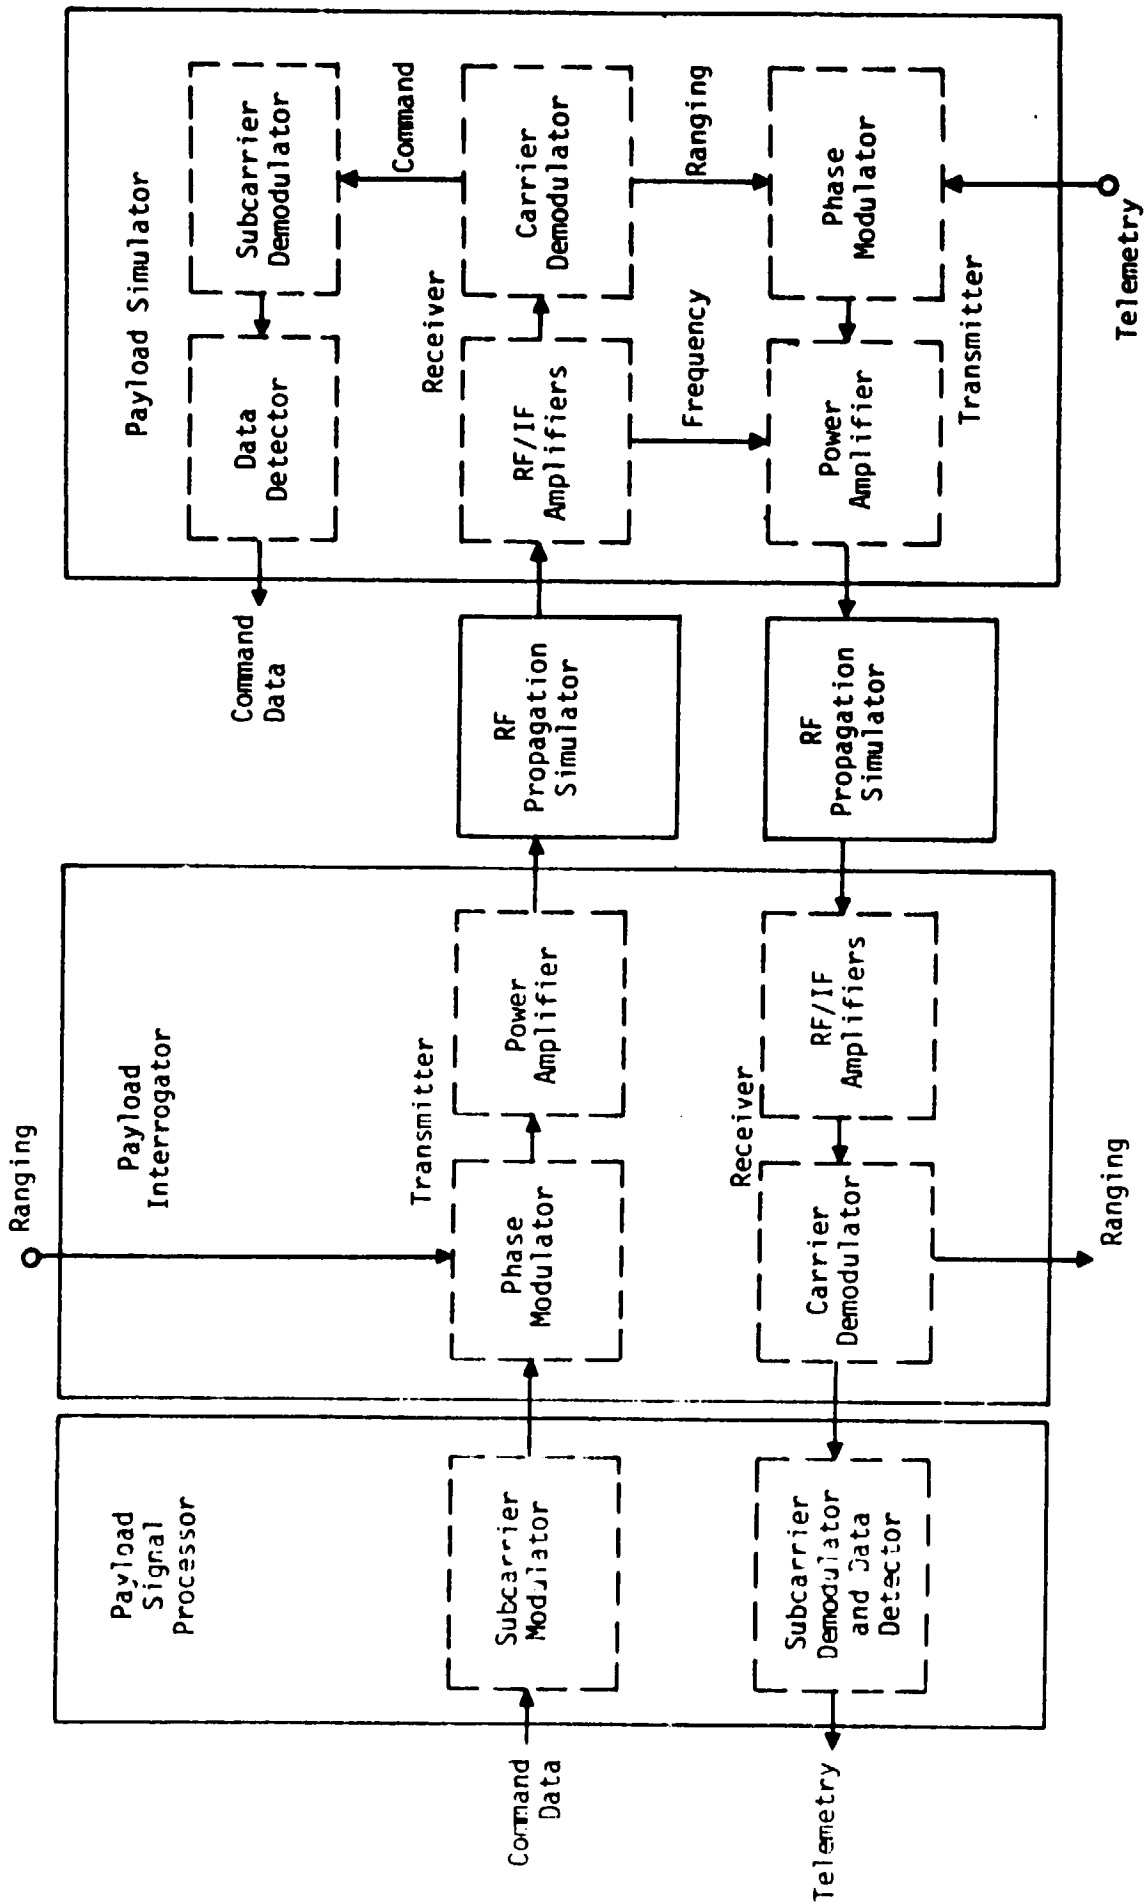 Ranging
Payload
Signal
Processor
Payload
Interrogator
Payload Simulator
Command
Data
Data
Detector
Subcarrier
Demodulator
Command
Data
Subcarrier
Modulator
Transmitter
Phase
Modulator
Power
Amplifier
RF
Propagation
Simulator
Receiver
RF/IF
Amplifiers
Carrier
Demodulator
Command
Frequency
Ranging
Telemetry
Subcarrier
Demodulator
and Data
Detector
Receiver
Carrier
Demodulator
RF/IF
Amplifiers
RF
Propagation
Simulator
Power
Amplifier
Phase
Modulator
Transmitter
Ranging
Telemetry